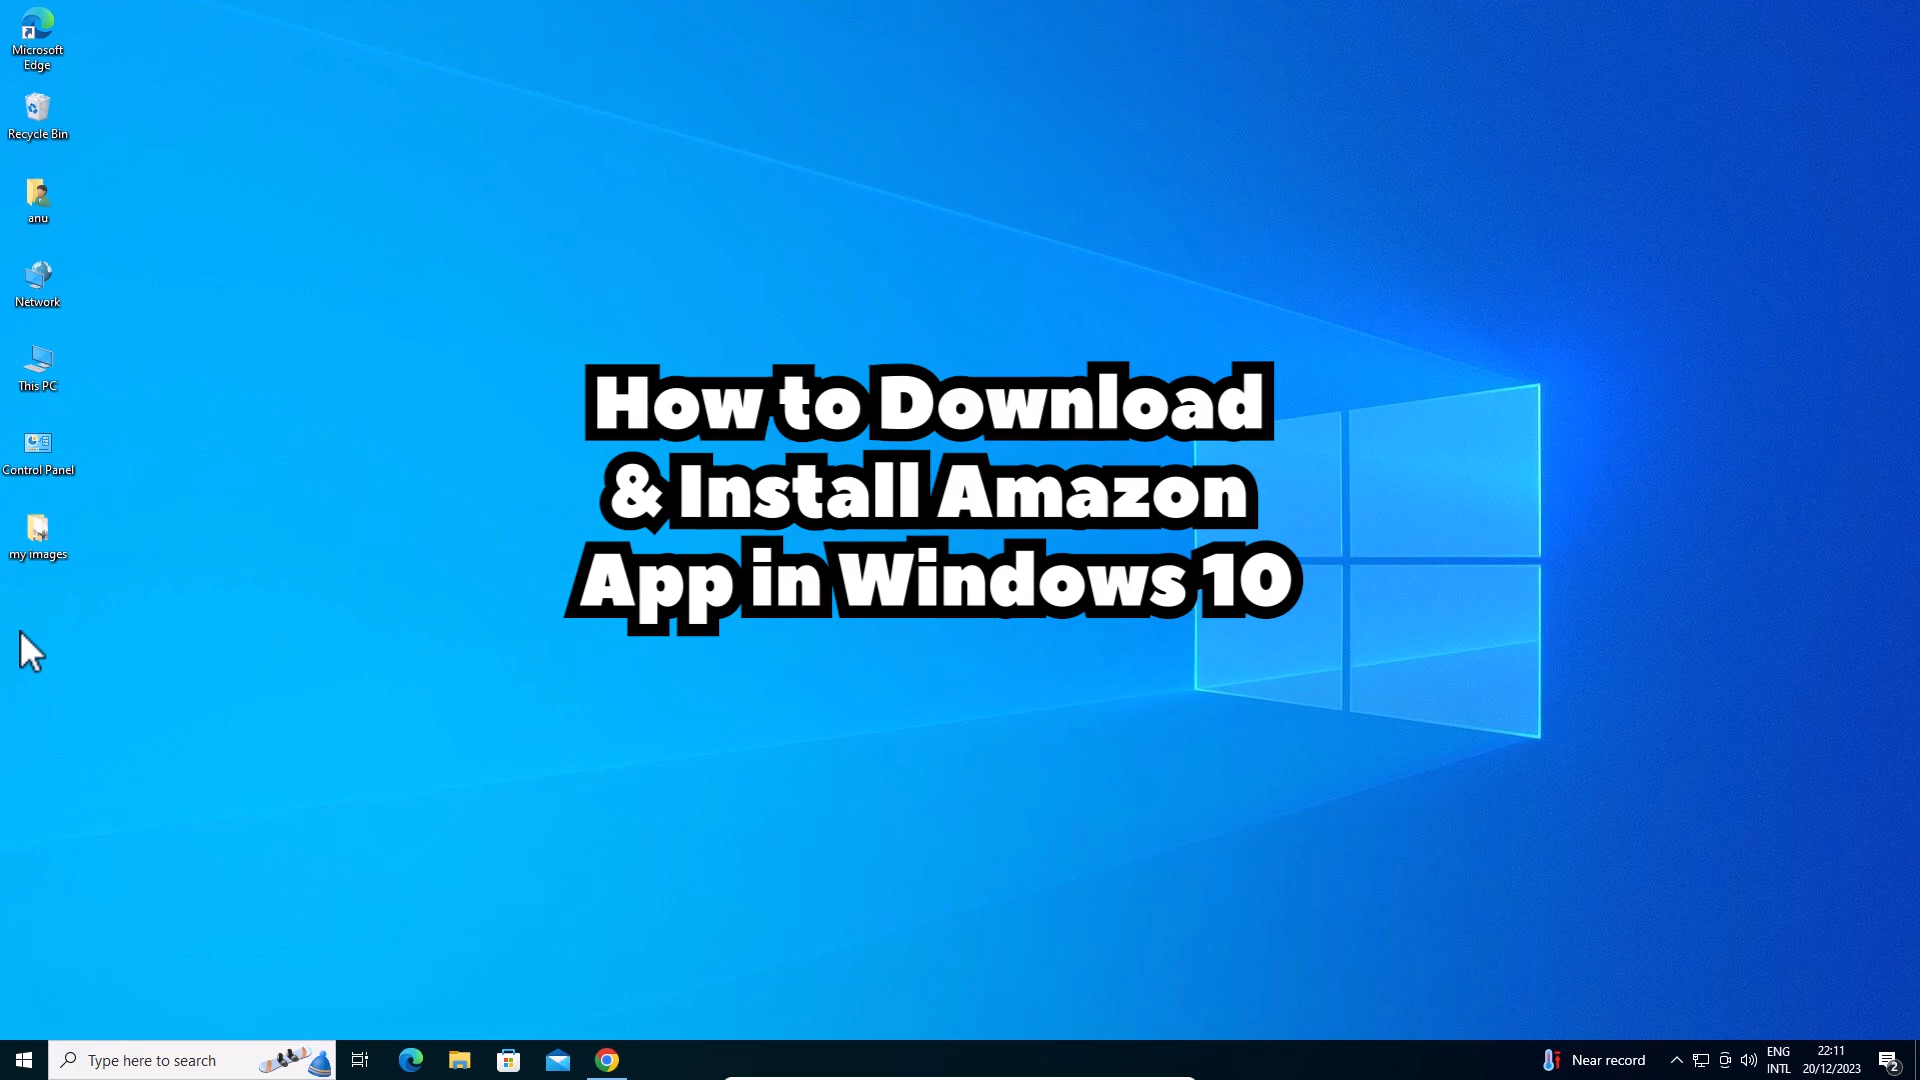 Microsoft
Edge
Recycle Bin
anu
Network
This PC
Control Panel
my images
How to Download
& Install Amazon
App in Windows 10
Type here to search
Near record
ENG
INTL
22:11
20/12/2023
2